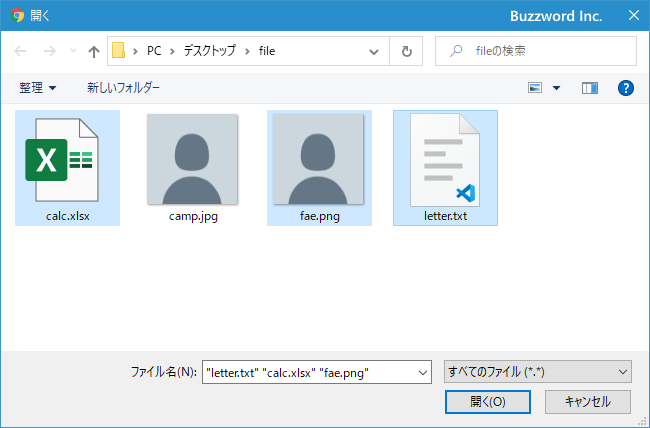 開く Buzzword Inc.
PC デスクトップ file fileの検索
整理 新しいフォルダー ?
X
calc.xlsx camp.jpg fae.png letter.txt
ファイル名(N): "letter.txt" "calc.xlsx" "fae.png" すべてのファイル (*.*)
開く(O) キャンセル